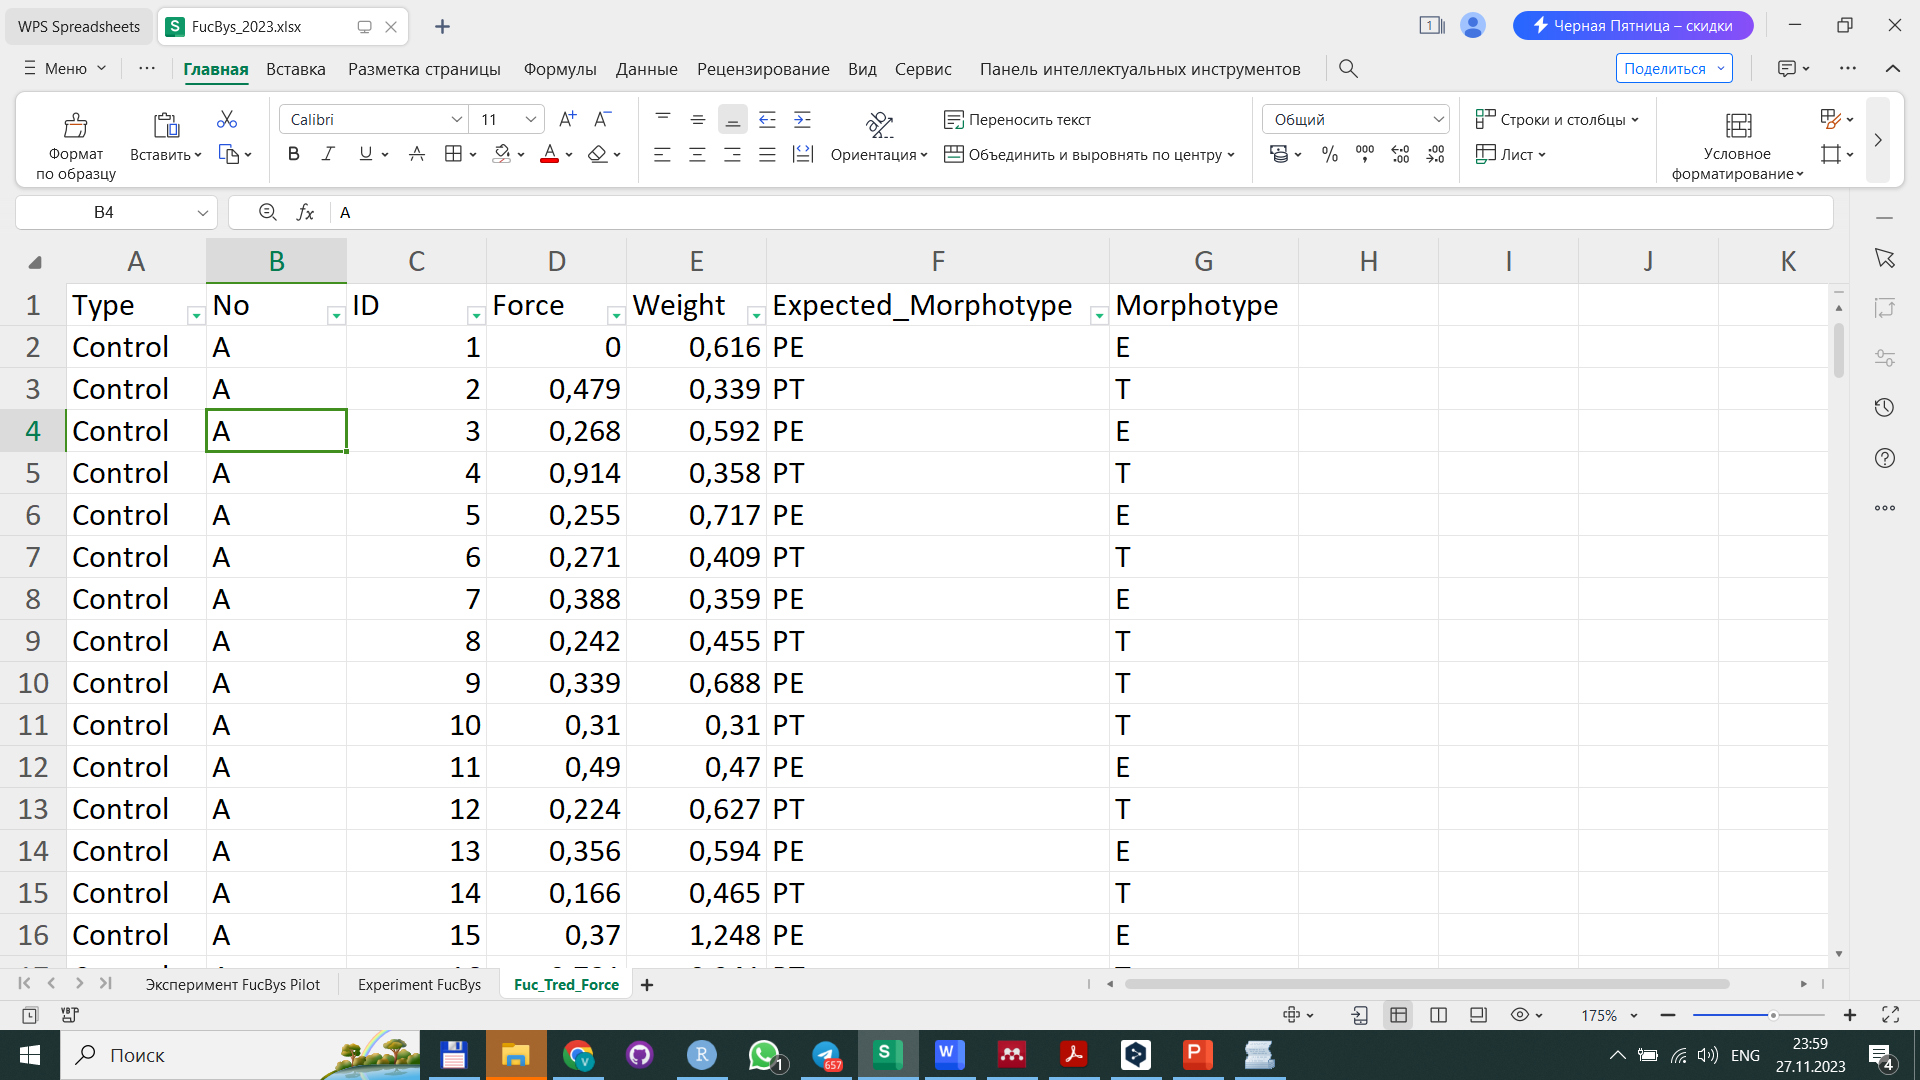 WPS Spreadsheets
FucBys_2023.xlsx
Черная Пятница – скидки
Меню
Главная Вставка Разметка страницы Формулы Данные Рецензирование Вид Сервис Панель интеллектуальных инструментов
Поделиться
Формат по образцу
Вставить
Calibri 11
Ориентация
Переносить текст
Объединить и выровнять по центру
Общий
Строки и столбцы
Лист
Условное форматирование
B4 fx A
A B C D E F G H I J K
1 Type No ID Force Weight Expected_Morphotype Morphotype
2 Control A 1 0 0,616 PE E
3 Control A 2 0,479 0,339 PT T
4 Control A 3 0,268 0,592 PE E
5 Control A 4 0,914 0,358 PT T
6 Control A 5 0,255 0,717 PE E
7 Control A 6 0,271 0,409 PT T
8 Control A 7 0,388 0,359 PE E
9 Control A 8 0,242 0,455 PT T
10 Control A 9 0,339 0,688 PE T
11 Control A 10 0,31 0,31 PT T
12 Control A 11 0,49 0,47 PE E
13 Control A 12 0,224 0,627 PT T
14 Control A 13 0,356 0,594 PE E
15 Control A 14 0,166 0,465 PT T
16 Control A 15 0,37 1,248 PE E
Эксперимент FucBys Pilot Experiment FucBys Fuc_Tred_Force
175%
Поиск
1
657
ENG
23:59
27.11.2023
4